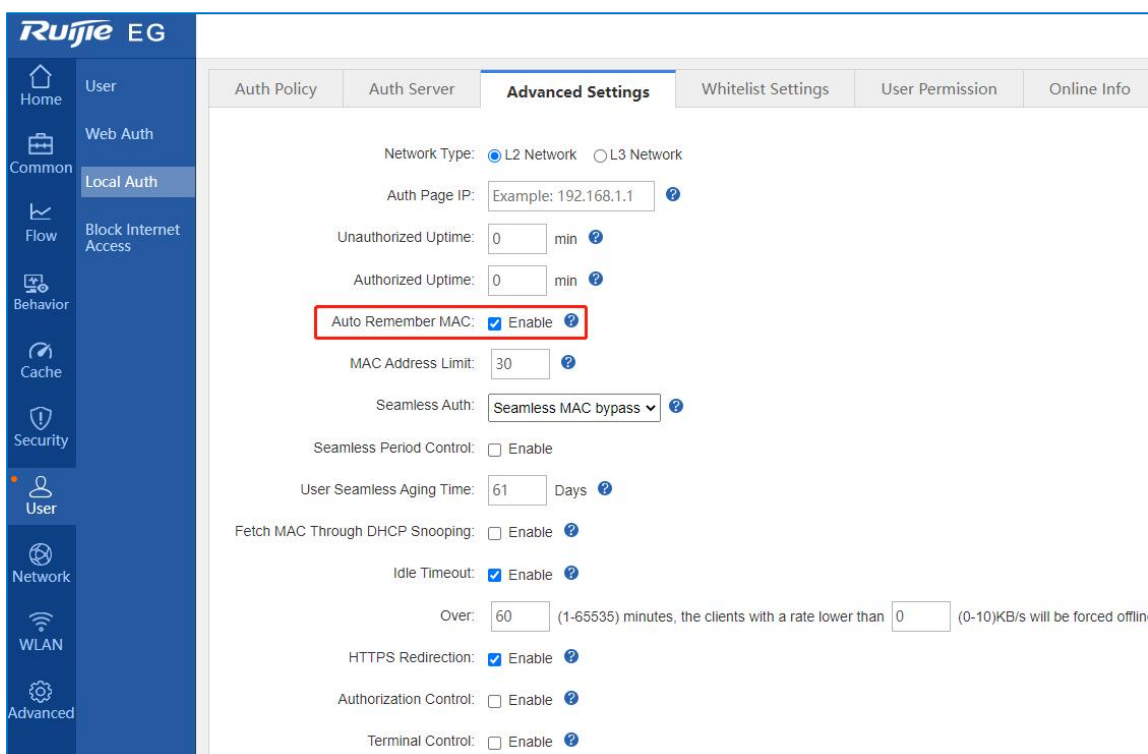 Ruijie EG
Home
Common
Flow
Behavior
Cache
Security
User
Network
WLAN
Advanced
User
Web Auth
Local Auth
Block Internet
Access
Auth Policy Auth Server Advanced Settings Whitelist Settings User Permission Online Info
Network Type: L2 Network L3 Network
Auth Page IP: Example: 192.168.1.1 ?
Unauthorized Uptime: 0 min ?
Authorized Uptime: 0 min ?
Auto Remember MAC: Enable ?
MAC Address Limit: 30 ?
Seamless Auth: Seamless MAC bypass ?
Seamless Period Control: Enable
User Seamless Aging Time: 61 Days ?
Fetch MAC Through DHCP Snooping: Enable ?
Idle Timeout: Enable ?
Over: 60 (1-65535) minutes, the clients with a rate lower than 0 (0-10)KB/s will be forced offlin
HTTPS Redirection: Enable ?
Authorization Control: Enable ?
Terminal Control: Enable ?